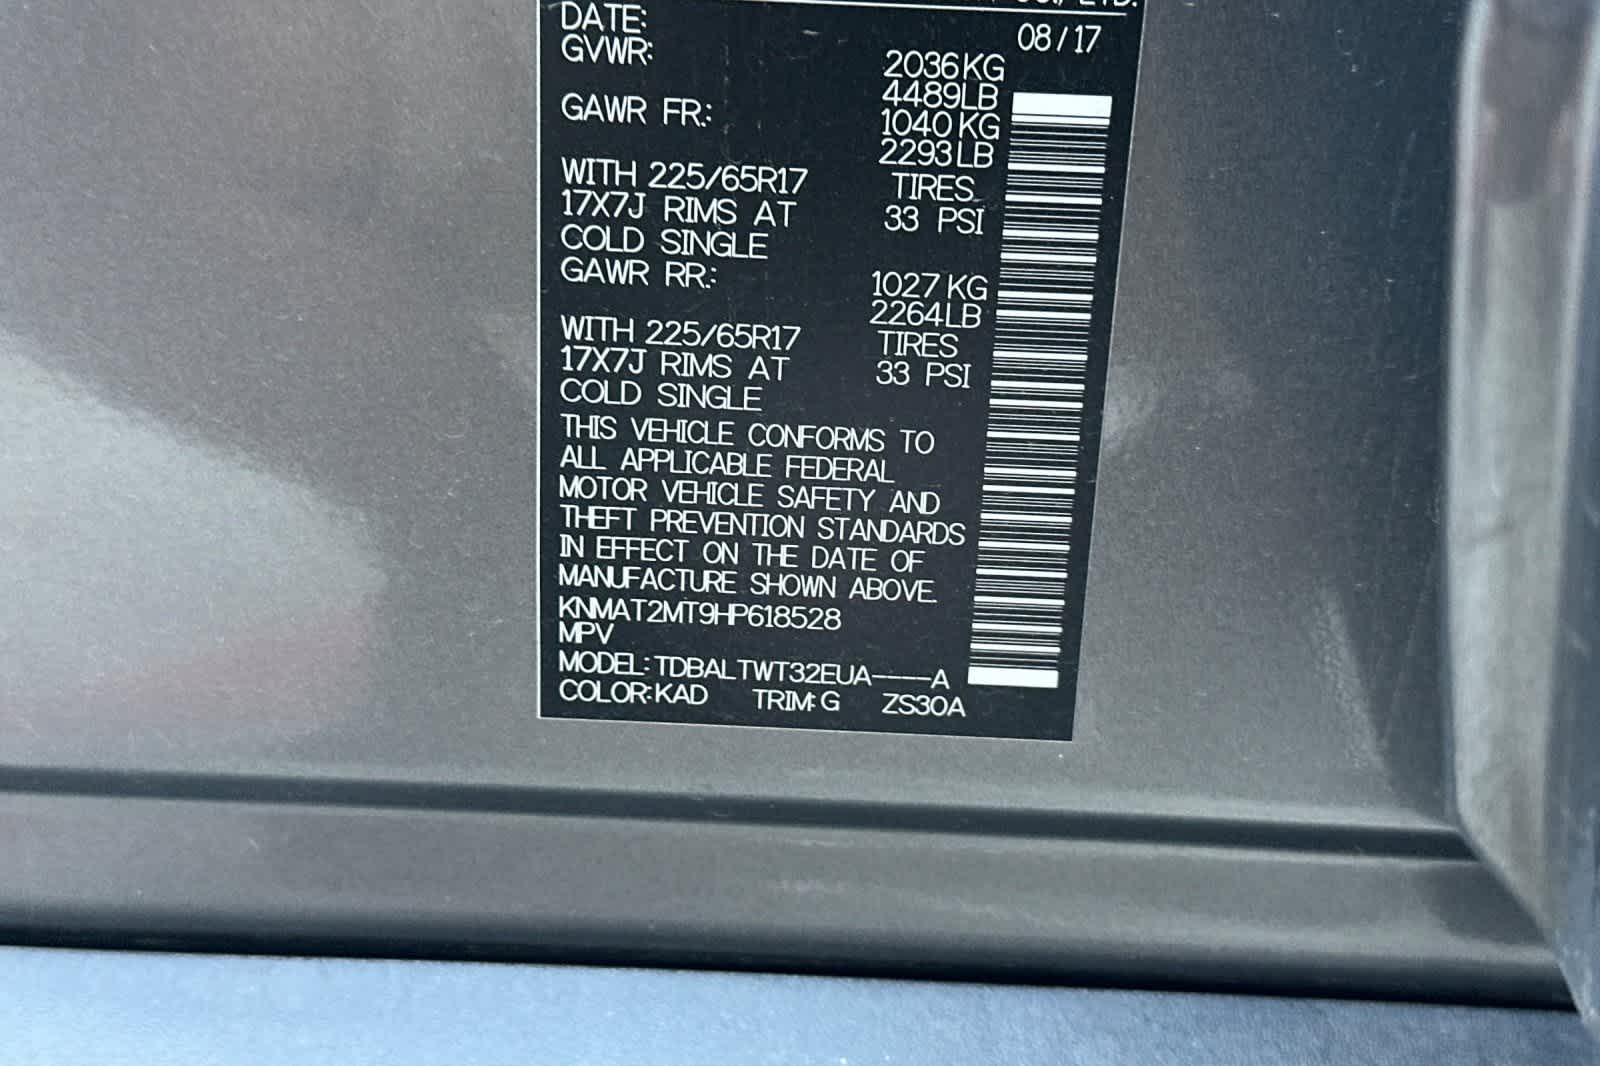 LTD.
DATE: 08/17
GVWR: 2036KG
4489LB
GAWR FR.: 1040KG
2293LB
WITH 225/65R17 TIRES
17X7J RIMS AT 33 PSI
COLD SINGLE
GAWR RR.: 1027KG
2264LB
WITH 225/65R17 TIRES
17X7J RIMS AT 33 PSI
COLD SINGLE
THIS VEHICLE CONFORMS TO
ALL APPLICABLE FEDERAL
MOTOR VEHICLE SAFETY AND
THEFT PREVENTION STANDARDS
IN EFFECT ON THE DATE OF
MANUFACTURE SHOWN ABOVE.
KNMAT2MT9HP618528
MPV
MODEL:TDBALTWT32EUA----A
COLOR:KAD TRIM:G ZS30A